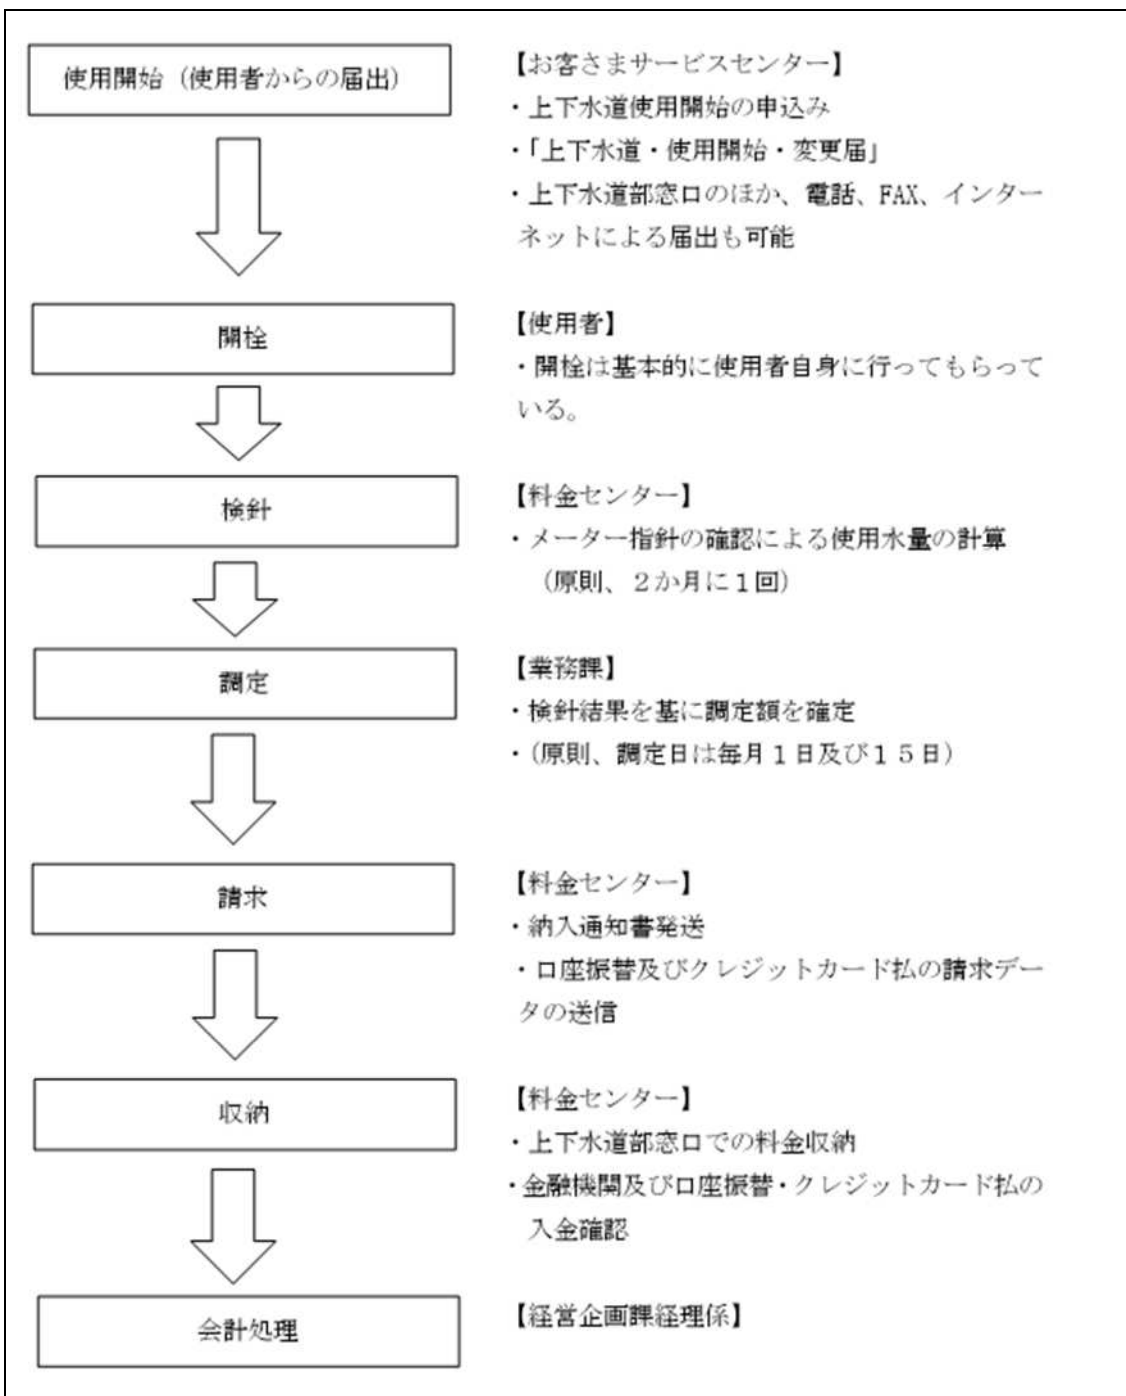 使用開始（使用者からの届出）
【お客さまサービスセンター】
・上下水道使用開始の申込み
・「上下水道・使用開始・変更届」
・上下水道部窓口のほか、電話、FAX、インター
ネットによる届出も可能
開栓
【使用者】
・開栓は基本的に使用者自身に行ってもらって
いる。
検針
【料金センター】
・メーター指針の確認による使用水量の計算
（原則、２か月に１回）
調定
【業務課】
・検針結果を基に調定額を確定
・（原則、調定日は毎月１日及び１５日）
請求
【料金センター】
・納入通知書発送
・口座振替及びクレジットカード払の請求デー
タの送信
収納
【料金センター】
・上下水道部窓口での料金収納
・金融機関及び口座振替・クレジットカード払の
入金確認
会計処理
【経営企画課経理係】